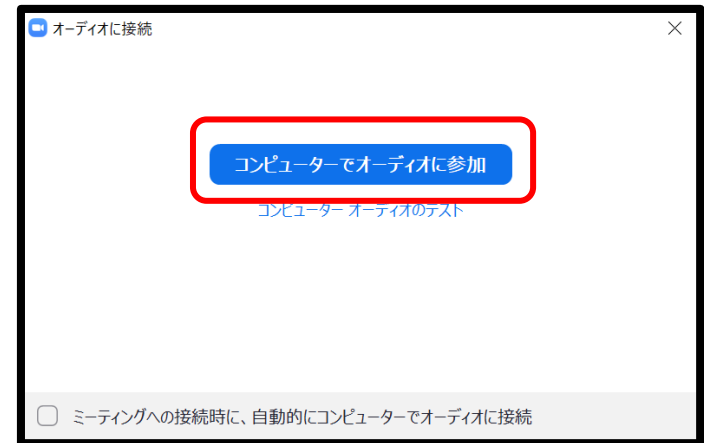 オーディオに接続
コンピューターでオーディオに参加
コンピューター オーディオのテスト
ミーティングへの接続時に、自動的にコンピューターでオーディオに接続